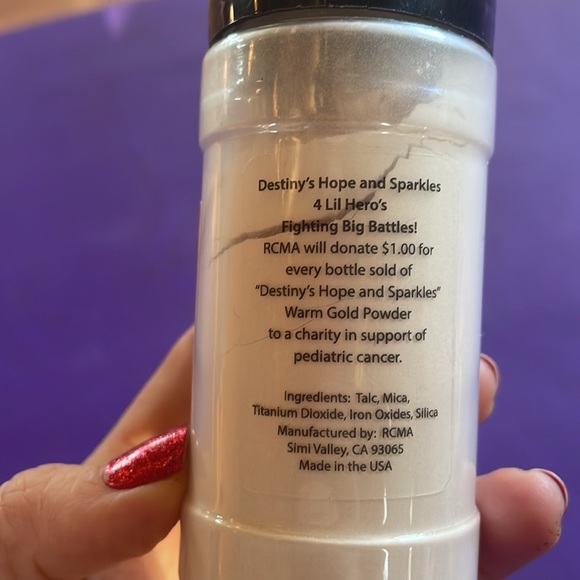 Destiny's Hope and Sparkles
4 Lil Hero's
Fighting Big Battles!
RCMA will donate $1.00 for
every bottle sold of
"Destiny's Hope and Sparkles"
Warm Gold Powder
to a charity in support of
pediatric cancer.
Ingredients: Talc, Mica,
Titanium Dioxide, Iron Oxides, Silica
Manufactured by: RCMA
Simi Valley, CA 93065
Made in the USA